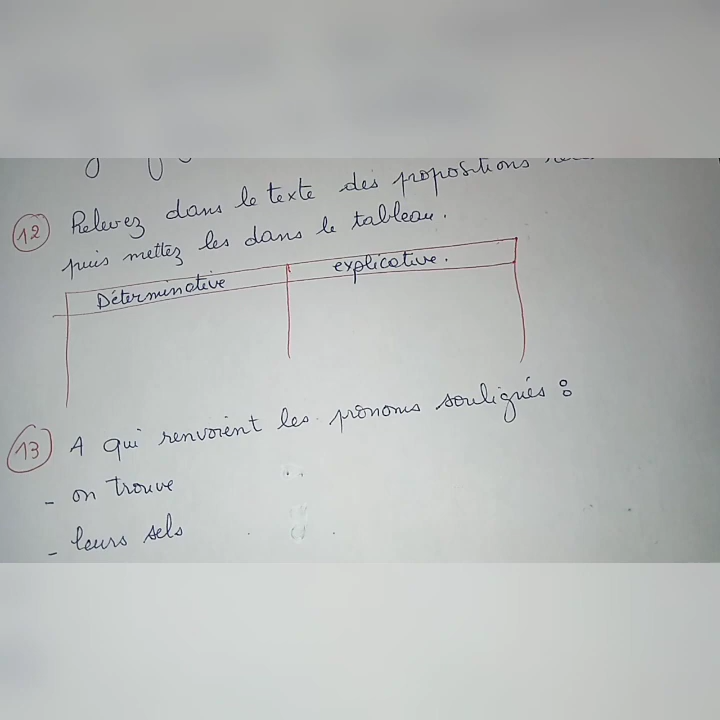 12 Relevez dans le texte des propositions
puis mettez les dans le tableau.
Déterminative explicative.
13 A qui renvoient les pronoms soulignés :
- on trouve
- leurs sels